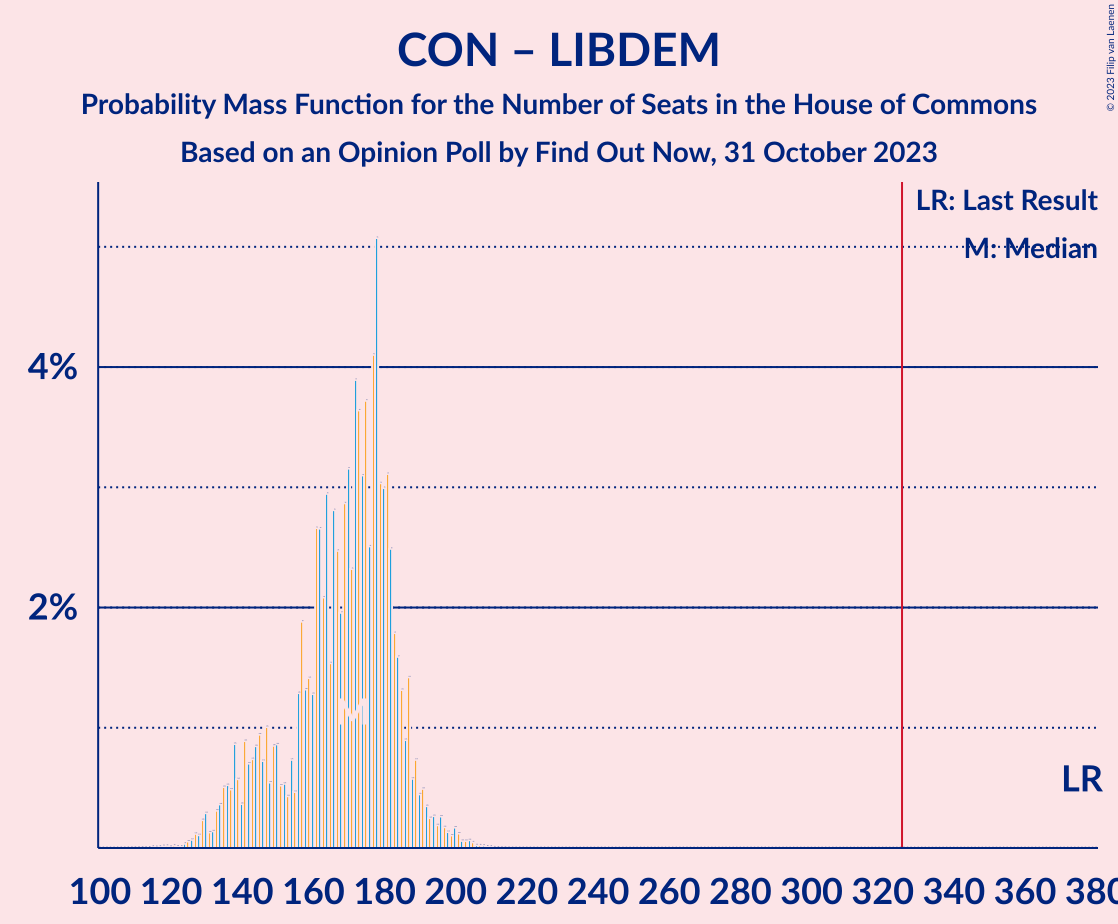 CON – LIBDEM
Probability Mass Function for the Number of Seats in the House of Commons
Based on an Opinion Poll by Find Out Now, 31 October 2023
© 2023 Filip van Laenen
LR: Last Result
M: Median
4%
2%
M
LR
100 120 140 160 180 200 220 240 260 280 300 320 340 360 380